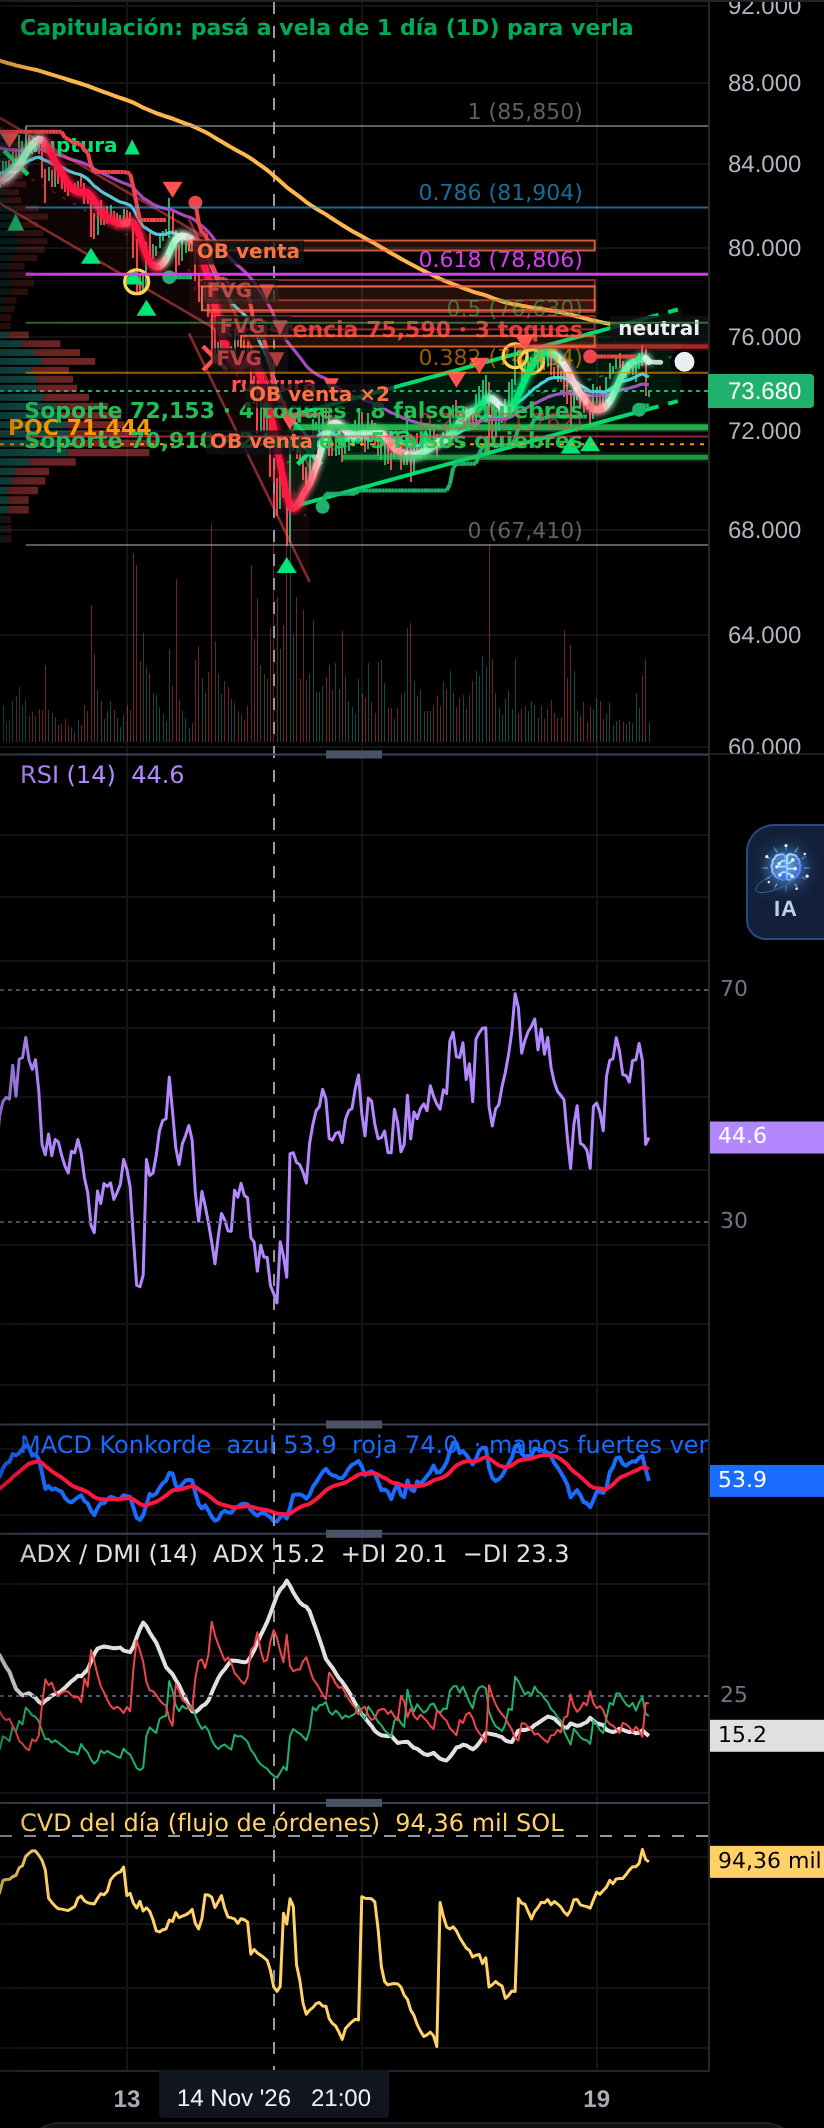 92.000
Capitulación: pasá a vela de 1 día (1D) para verla
88.000
1 (85,850)
84.000
0.786 (81,904)
80.000
OB venta
0.618 (78,806)
FVG
0.5 (76,630)
FVG
encia 75,590 · 3 toques
neutral
76.000
FVG
0.382
OB venta ×2
73.680
Soporte 72,153 · 4 toques · 8 falsos quiebres
POC 71,444
72.000
OB venta
0 (67,410)
68.000
64.000
60.000
RSI (14) 44.6
IA
70
44.6
30
MACD Konkorde azul 53.9 roja 74.0 · manos fuertes ver
53.9
ADX / DMI (14) ADX 15.2 +DI 20.1 −DI 23.3
25
15.2
CVD del día (flujo de órdenes) 94,36 mil SOL
94,36 mil
13
14 Nov '26 21:00
19